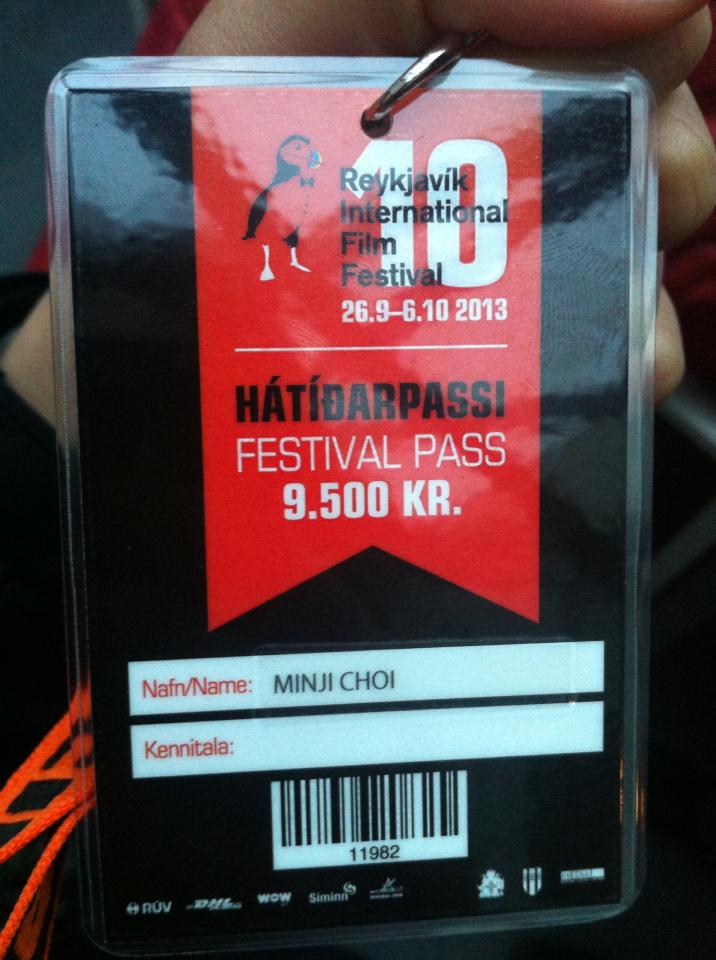 10
Reykjavík
International
Film
Festival
26.9–6.10 2013
HÁTÍÐARPASSI
FESTIVAL PASS
9.500 KR.
Nafn/Name: MINJI CHOI
Kennitala:
11982
RÚV DHL WOW Síminn